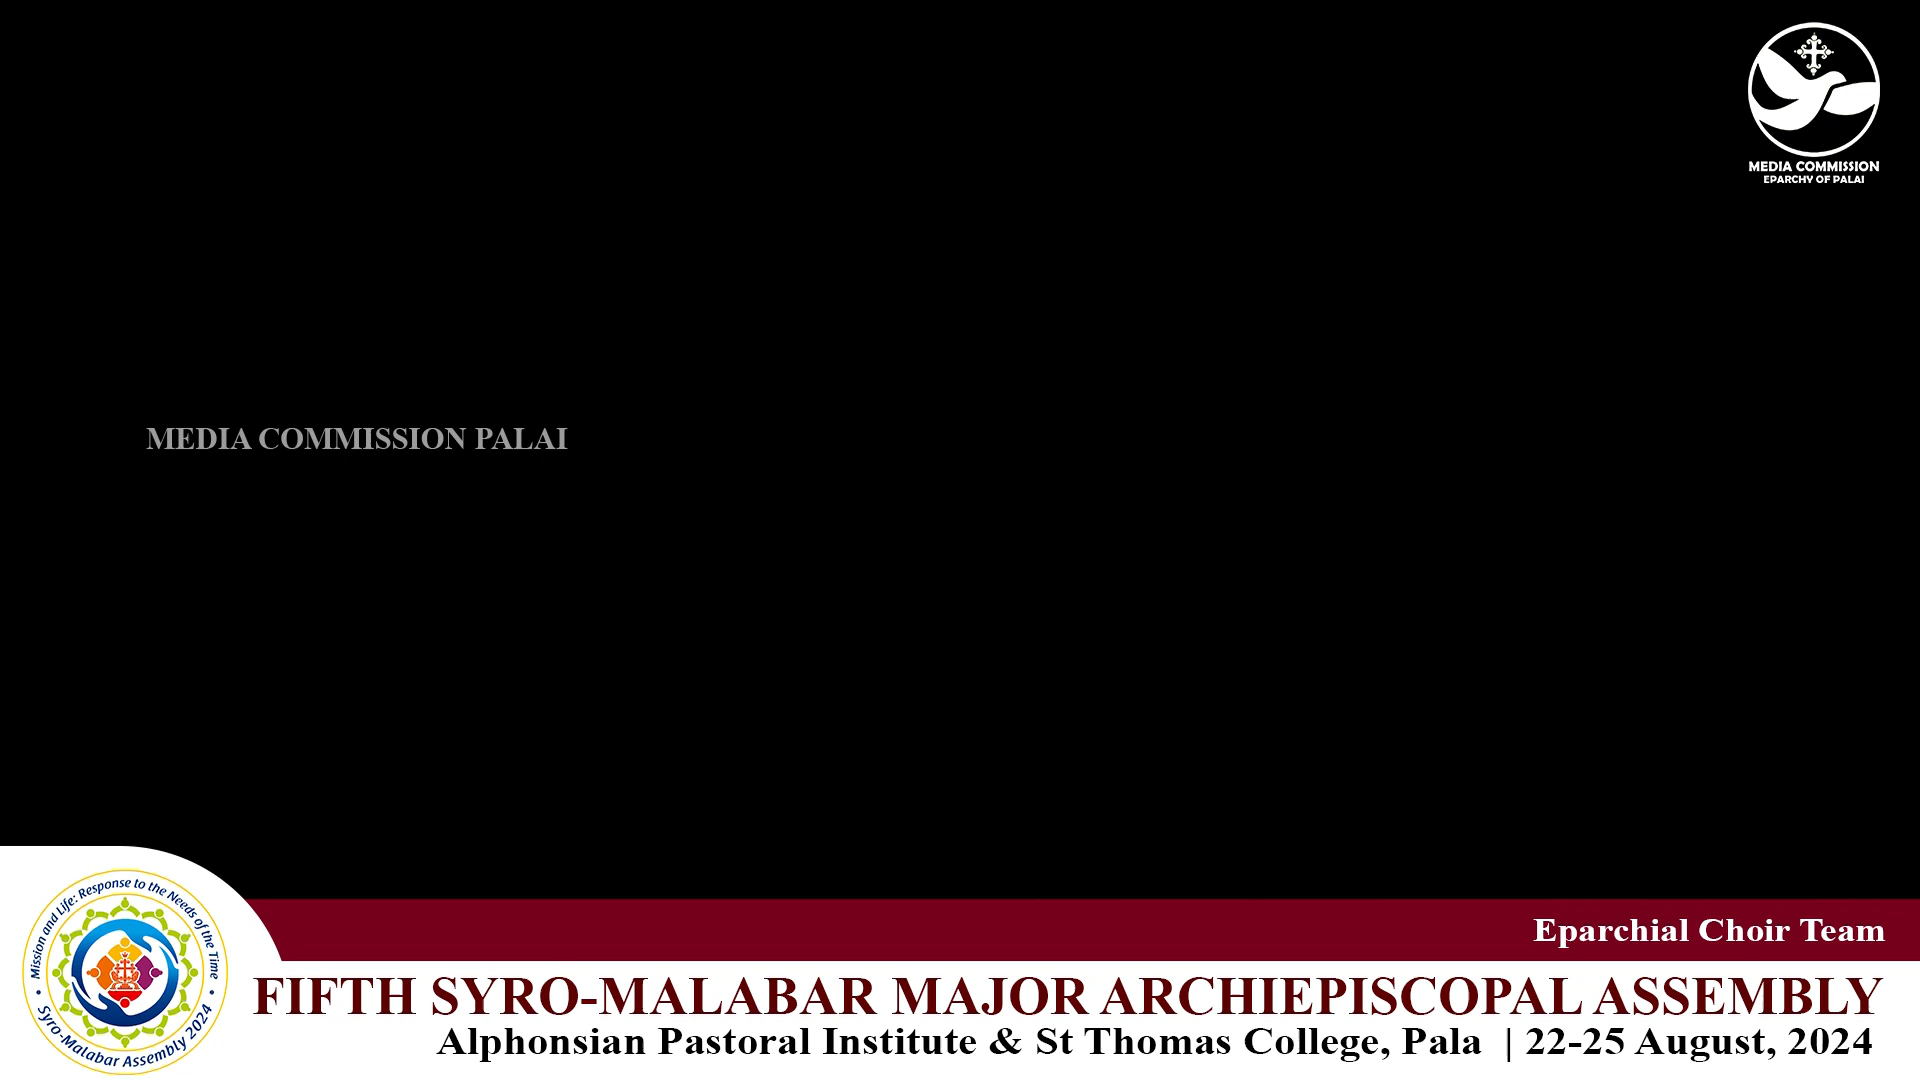 MEDIA COMMISSION
EPARCHY OF PALAI
MEDIA COMMISSION PALAI
Mission and Life: Response to the Needs of the Time
• Syro-Malabar Assembly 2024 •
Eparchial Choir Team
FIFTH SYRO-MALABAR MAJOR ARCHIEPISCOPAL ASSEMBLY
Alphonsian Pastoral Institute & St Thomas College, Pala | 22-25 August, 2024